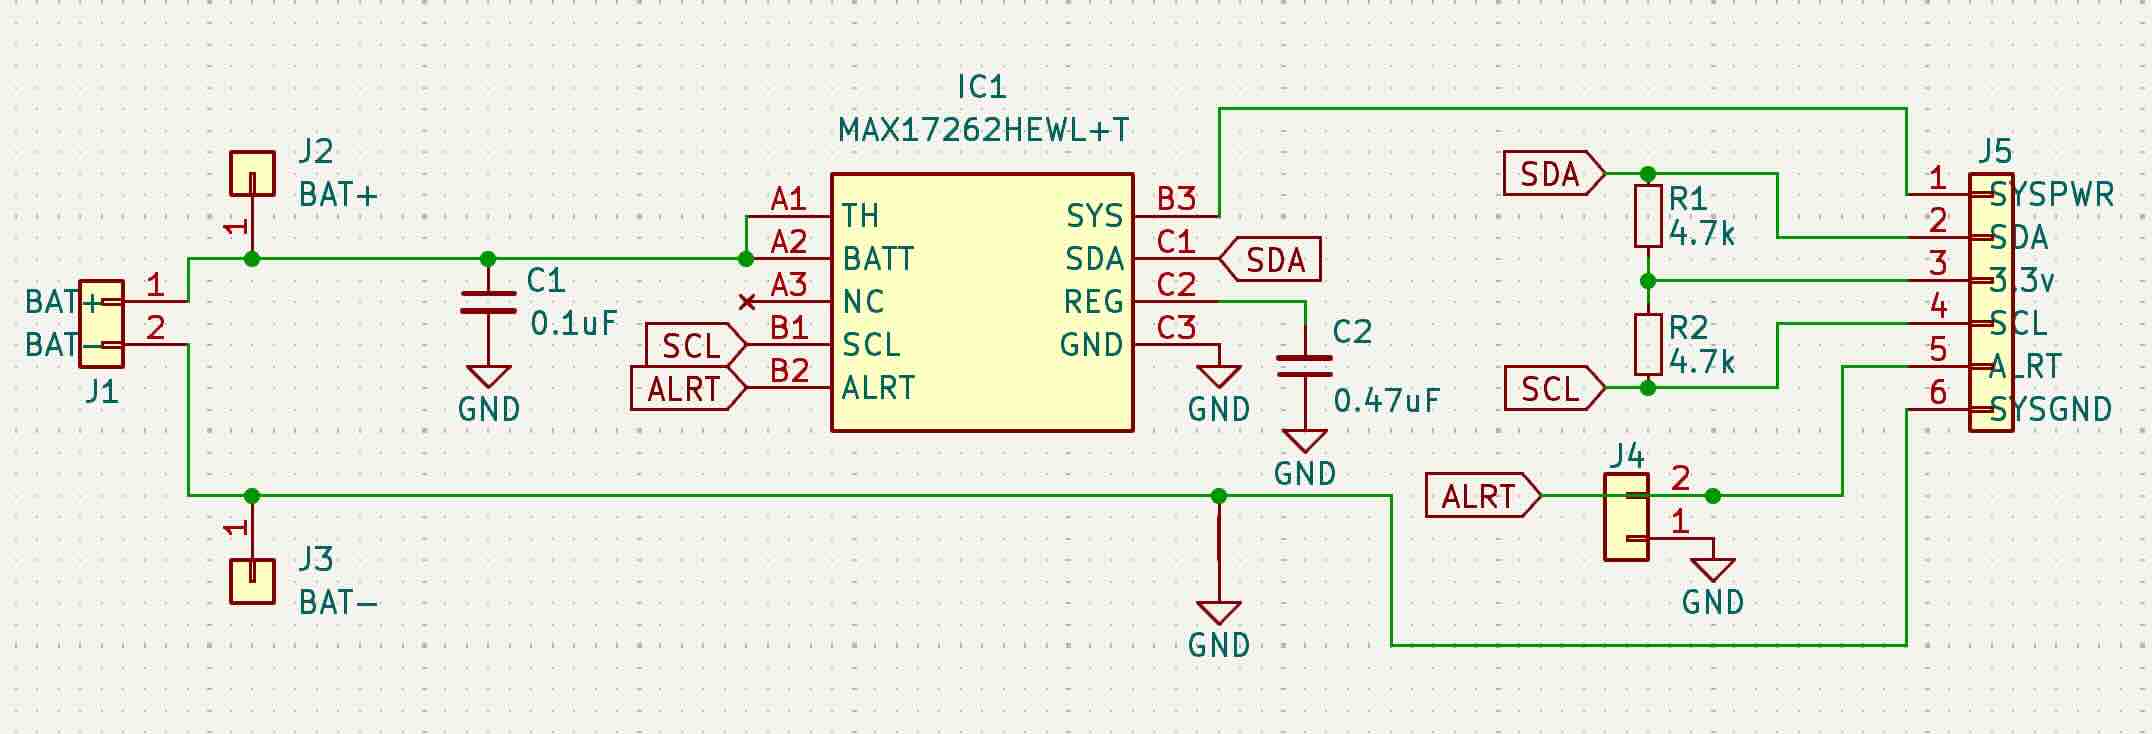 IC1
MAX17262HEWL+T
J2
BAT+
1
J1
BAT+
BAT-
1
2
C1
0.1uF
GND
SCL
ALRT
A1
A2
A3
B1
B2
TH
BATT
NC
SCL
ALRT
SYS
SDA
REG
GND
B3
C1
C2
C3
SDA
GND
C2
0.47uF
GND
1
J3
BAT-
GND
SDA
R1
4.7k
R2
4.7k
SCL
ALRT
J4
2
1
GND
J5
1
2
3
4
5
6
SYSPWR
SDA
3.3v
SCL
ALRT
SYSGND